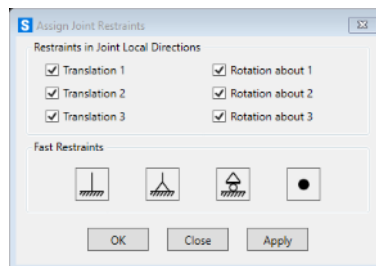 S Assign Joint Restraints
Restraints in Joint Local Directions
Translation 1 Rotation about 1
Translation 2 Rotation about 2
Translation 3 Rotation about 3
Fast Restraints
OK Close Apply